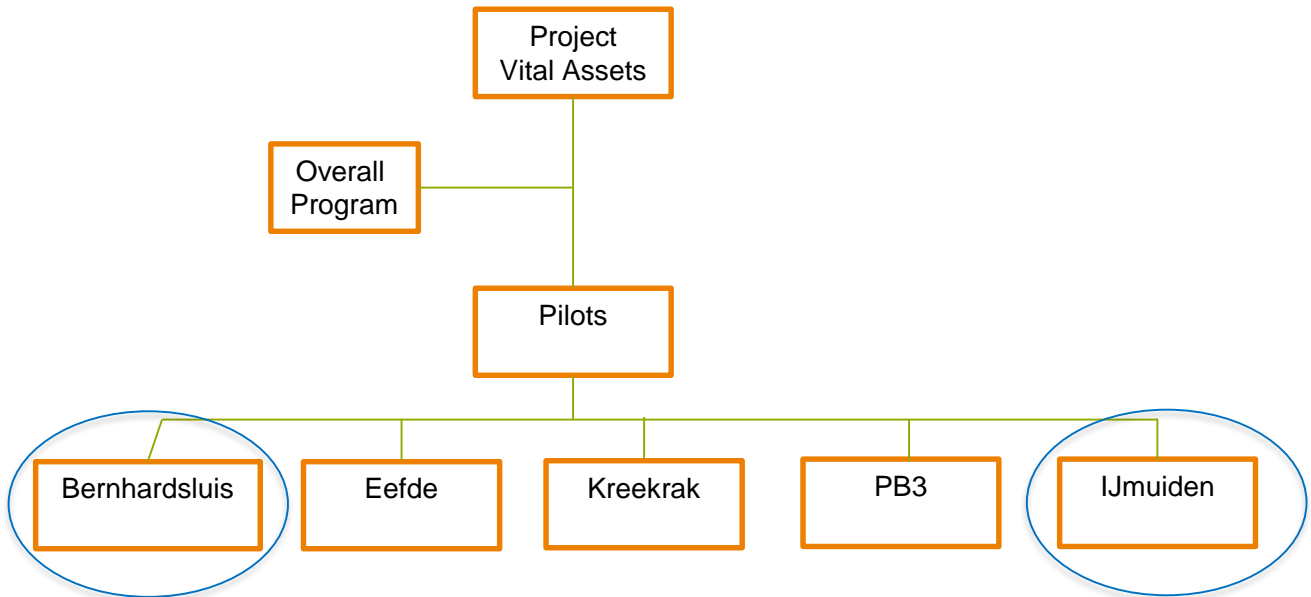 Project
Vital Assets
Overall
Program
Pilots
Bernhardsluis
Eefde
Kreekrak
PB3
IJmuiden